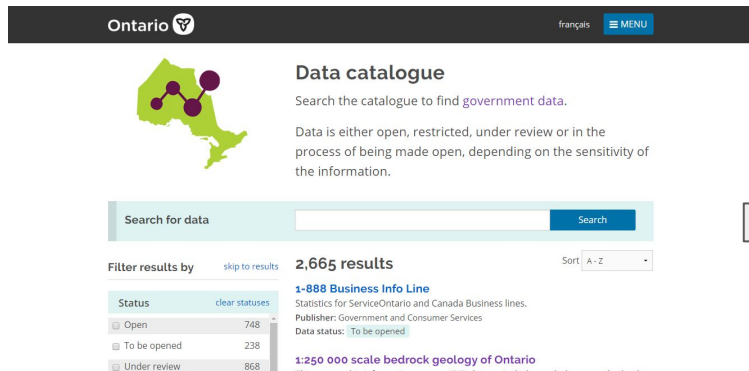 Ontario
français
≡ MENU
Data catalogue
Search the catalogue to find government data.
Data is either open, restricted, under review or in the
process of being made open, depending on the sensitivity of
the information.
Search for data
Search
Filter results by
skip to results
2,665 results
Sort A - Z
Status
clear statuses
Open 748
To be opened 238
Under review 868
1-888 Business Info Line
Statistics for ServiceOntario and Canada Business lines.
Publisher: Government and Consumer Services
Data status: To be opened
1:250 000 scale bedrock geology of Ontario